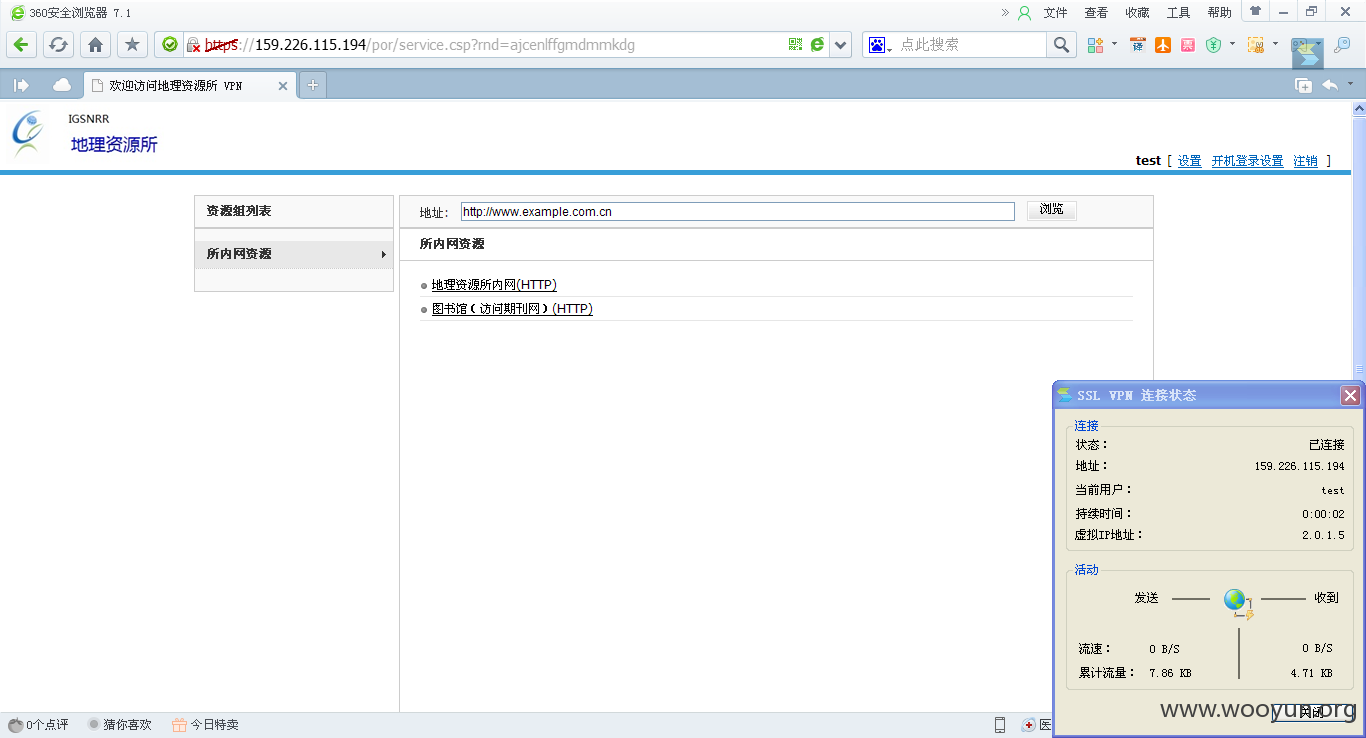 360安全浏览器 7.1
» 文件 查看 收藏 工具 帮助
https://159.226.115.194/por/service.csp?rnd=ajcenlffgmdmmkdg
点此搜索
译
票
欢迎访问地理资源所 VPN
IGSNRR
地理资源所
test [ 设置 开机登录设置 注销 ]
资源组列表
所内网资源
地址: http://www.example.com.cn 浏览
所内网资源
地理资源所内网(HTTP)
图书馆(访问期刊网)(HTTP)
SSL VPN 连接状态
连接
状态: 已连接
地址: 159.226.115.194
当前用户: test
持续时间: 0:00:02
虚拟IP地址: 2.0.1.5
活动
发送 收到
流速: 0 B/S 0 B/S
累计流量: 7.86 KB 4.71 KB
关闭
www.wooyun.org
0个点评 猜你喜欢 今日特卖 医